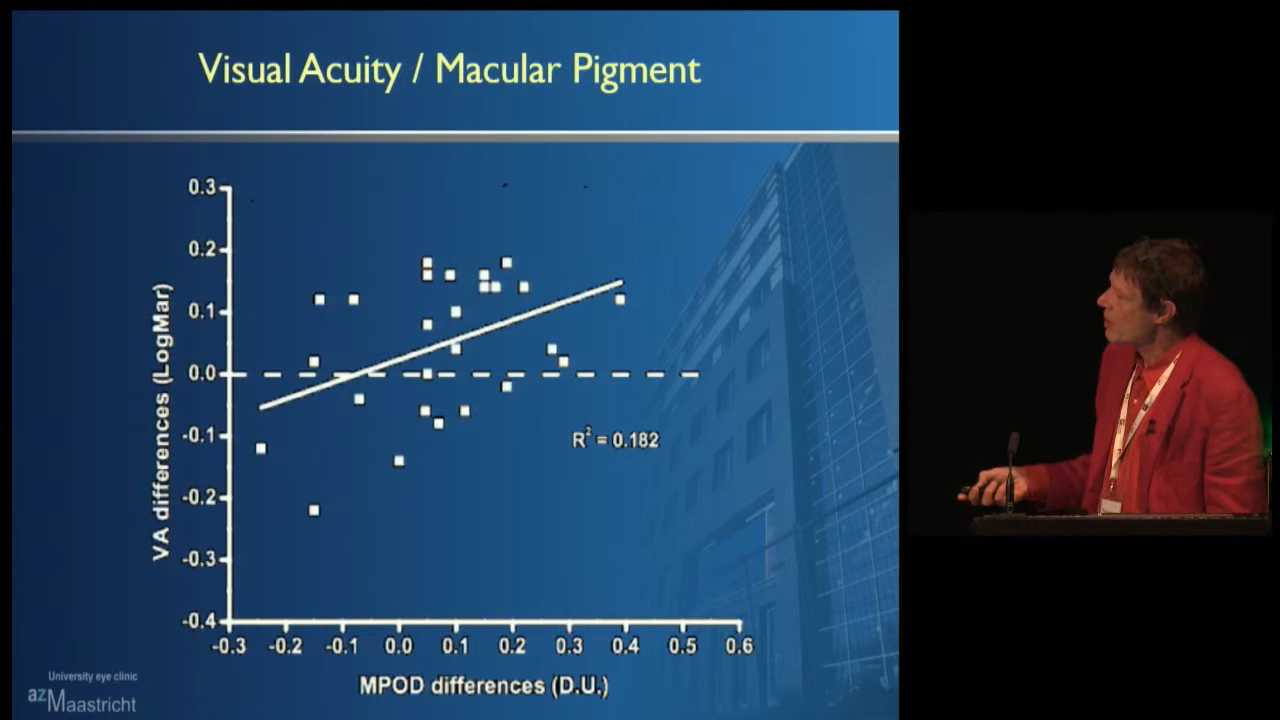 Visual Acuity / Macular Pigment
0.3
0.2
0.1
0.0
-0.1
-0.2
-0.3
-0.4
VA differences (LogMar)
R² = 0.182
-0.3 -0.2 -0.1 0.0 0.1 0.2 0.3 0.4 0.5 0.6
MPOD differences (D.U.)
University eye clinic
azMaastricht